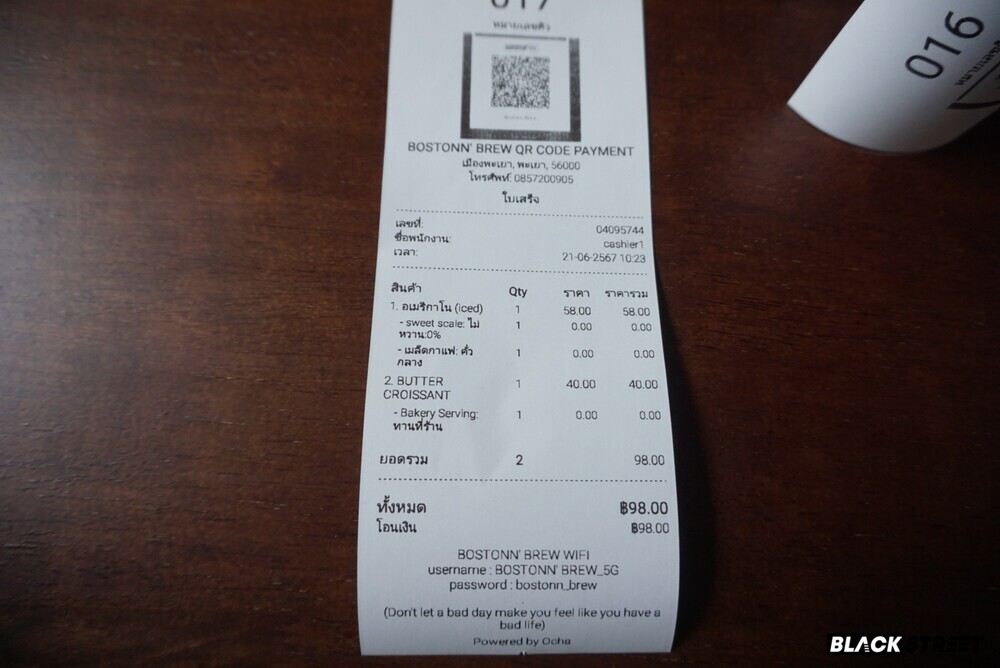 017
หมายเลขคิว
BOSTONN' BREW QR CODE PAYMENT
เมืองพะเยา, พะเยา, 56000
โทรศัพท์: 0857200905
ใบเสร็จ
เลขที่: 04095744
ชื่อพนักงาน: cashier1
เวลา: 21-06-2567 10:23
สินค้า Qty ราคา ราคารวม
1. อเมริกาโน (iced) 1 58.00 58.00
- sweet scale: ไม่ 1 0.00 0.00
หวาน:0%
- เมล็ดกาแฟ: คั่ว 1 0.00 0.00
กลาง
2. BUTTER 1 40.00 40.00
CROISSANT
- Bakery Serving: 1 0.00 0.00
ทานที่ร้าน
ยอดรวม 2 98.00
ทั้งหมด ฿98.00
โอนเงิน ฿98.00
BOSTONN' BREW WIFI
username : BOSTONN' BREW_5G
password : bostonn_brew
(Don't let a bad day make you feel like you have a
bad life)
Powered by Ocha
016
หมายเลขคิว
BLACKSTREET